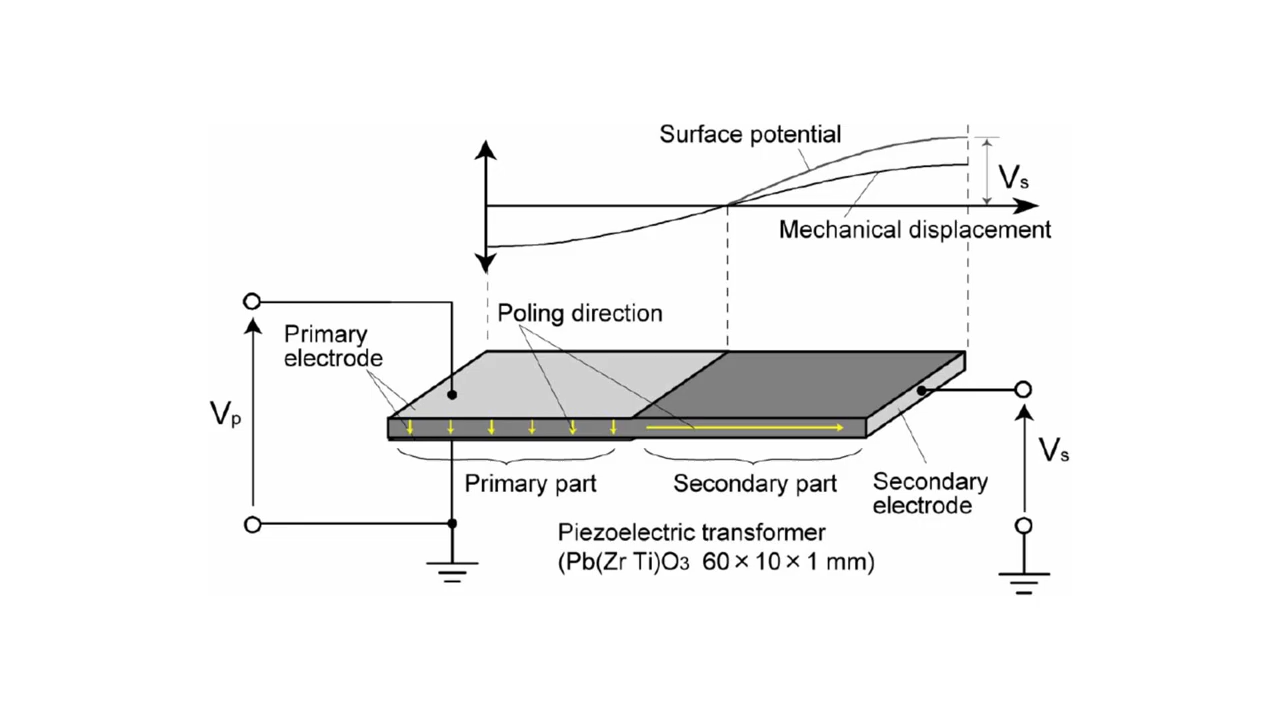 Surface potential
Vs
Mechanical displacement
Poling direction
Primary
electrode
Vp
Vs
Primary part
Secondary part
Secondary
electrode
Piezoelectric transformer
(Pb(Zr Ti)O3 60×10×1 mm)